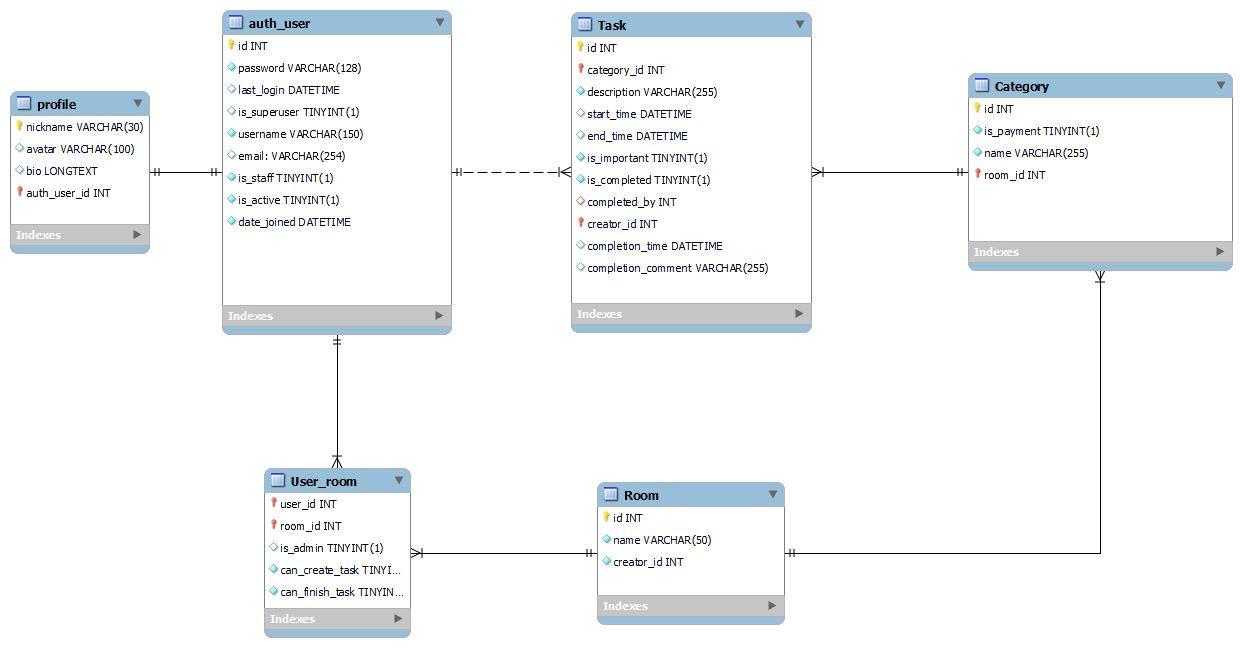 profile
nickname VARCHAR(30)
avatar VARCHAR(100)
bio LONGTEXT
auth_user_id INT
Indexes
auth_user
id INT
password VARCHAR(128)
last_login DATETIME
is_superuser TINYINT(1)
username VARCHAR(150)
email: VARCHAR(254)
is_staff TINYINT(1)
is_active TINYINT(1)
date_joined DATETIME
Indexes
Task
id INT
category_id INT
description VARCHAR(255)
start_time DATETIME
end_time DATETIME
is_important TINYINT(1)
is_completed TINYINT(1)
completed_by INT
creator_id INT
completion_time DATETIME
completion_comment VARCHAR(255)
Indexes
Category
id INT
is_payment TINYINT(1)
name VARCHAR(255)
room_id INT
Indexes
User_room
user_id INT
room_id INT
is_admin TINYINT(1)
can_create_task TINYI...
can_finish_task TINYIN...
Indexes
Room
id INT
name VARCHAR(50)
creator_id INT
Indexes